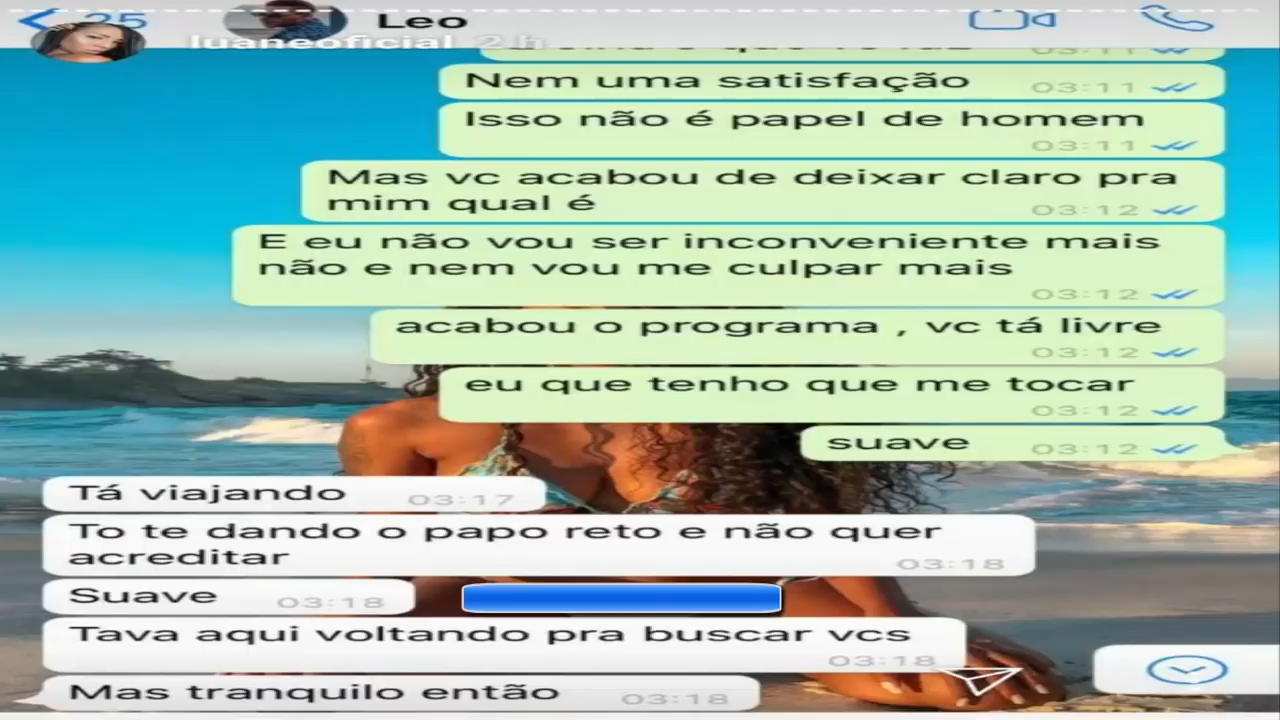 25
Leo
luaneoficial 2 h
03:11
Nem uma satisfação
03:11
Isso não é papel de homem
03:11
Mas vc acabou de deixar claro pra
mim qual é
03:12
E eu não vou ser inconveniente mais
não e nem vou me culpar mais
03:12
acabou o programa , vc tá livre
03:12
eu que tenho que me tocar
03:12
suave
03:12
Tá viajando
03:17
To te dando o papo reto e não quer
acreditar
03:18
Suave
03:18
Tava aqui voltando pra buscar vcs
03:18
Mas tranquilo então
03:18